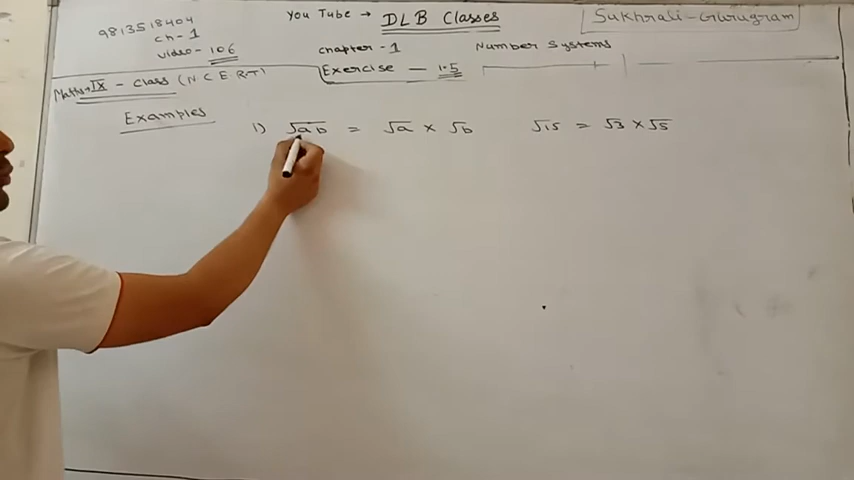 9813518404
ch-1
video- 106
You Tube → DLB Classes
Sukhrali-Gurugram
chapter -1
Number Systems
Maths → IX - Class (NCERT)
Exercise - 1.5
Examples
1) √ab = √a × √b
√15 = √3 × √5